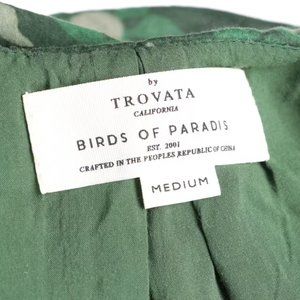 by
TROVATA
CALIFORNIA
BIRDS OF PARADIS
EST. 2001
CRAFTED IN THE PEOPLES REPUBLIC OF CHINA
MEDIUM